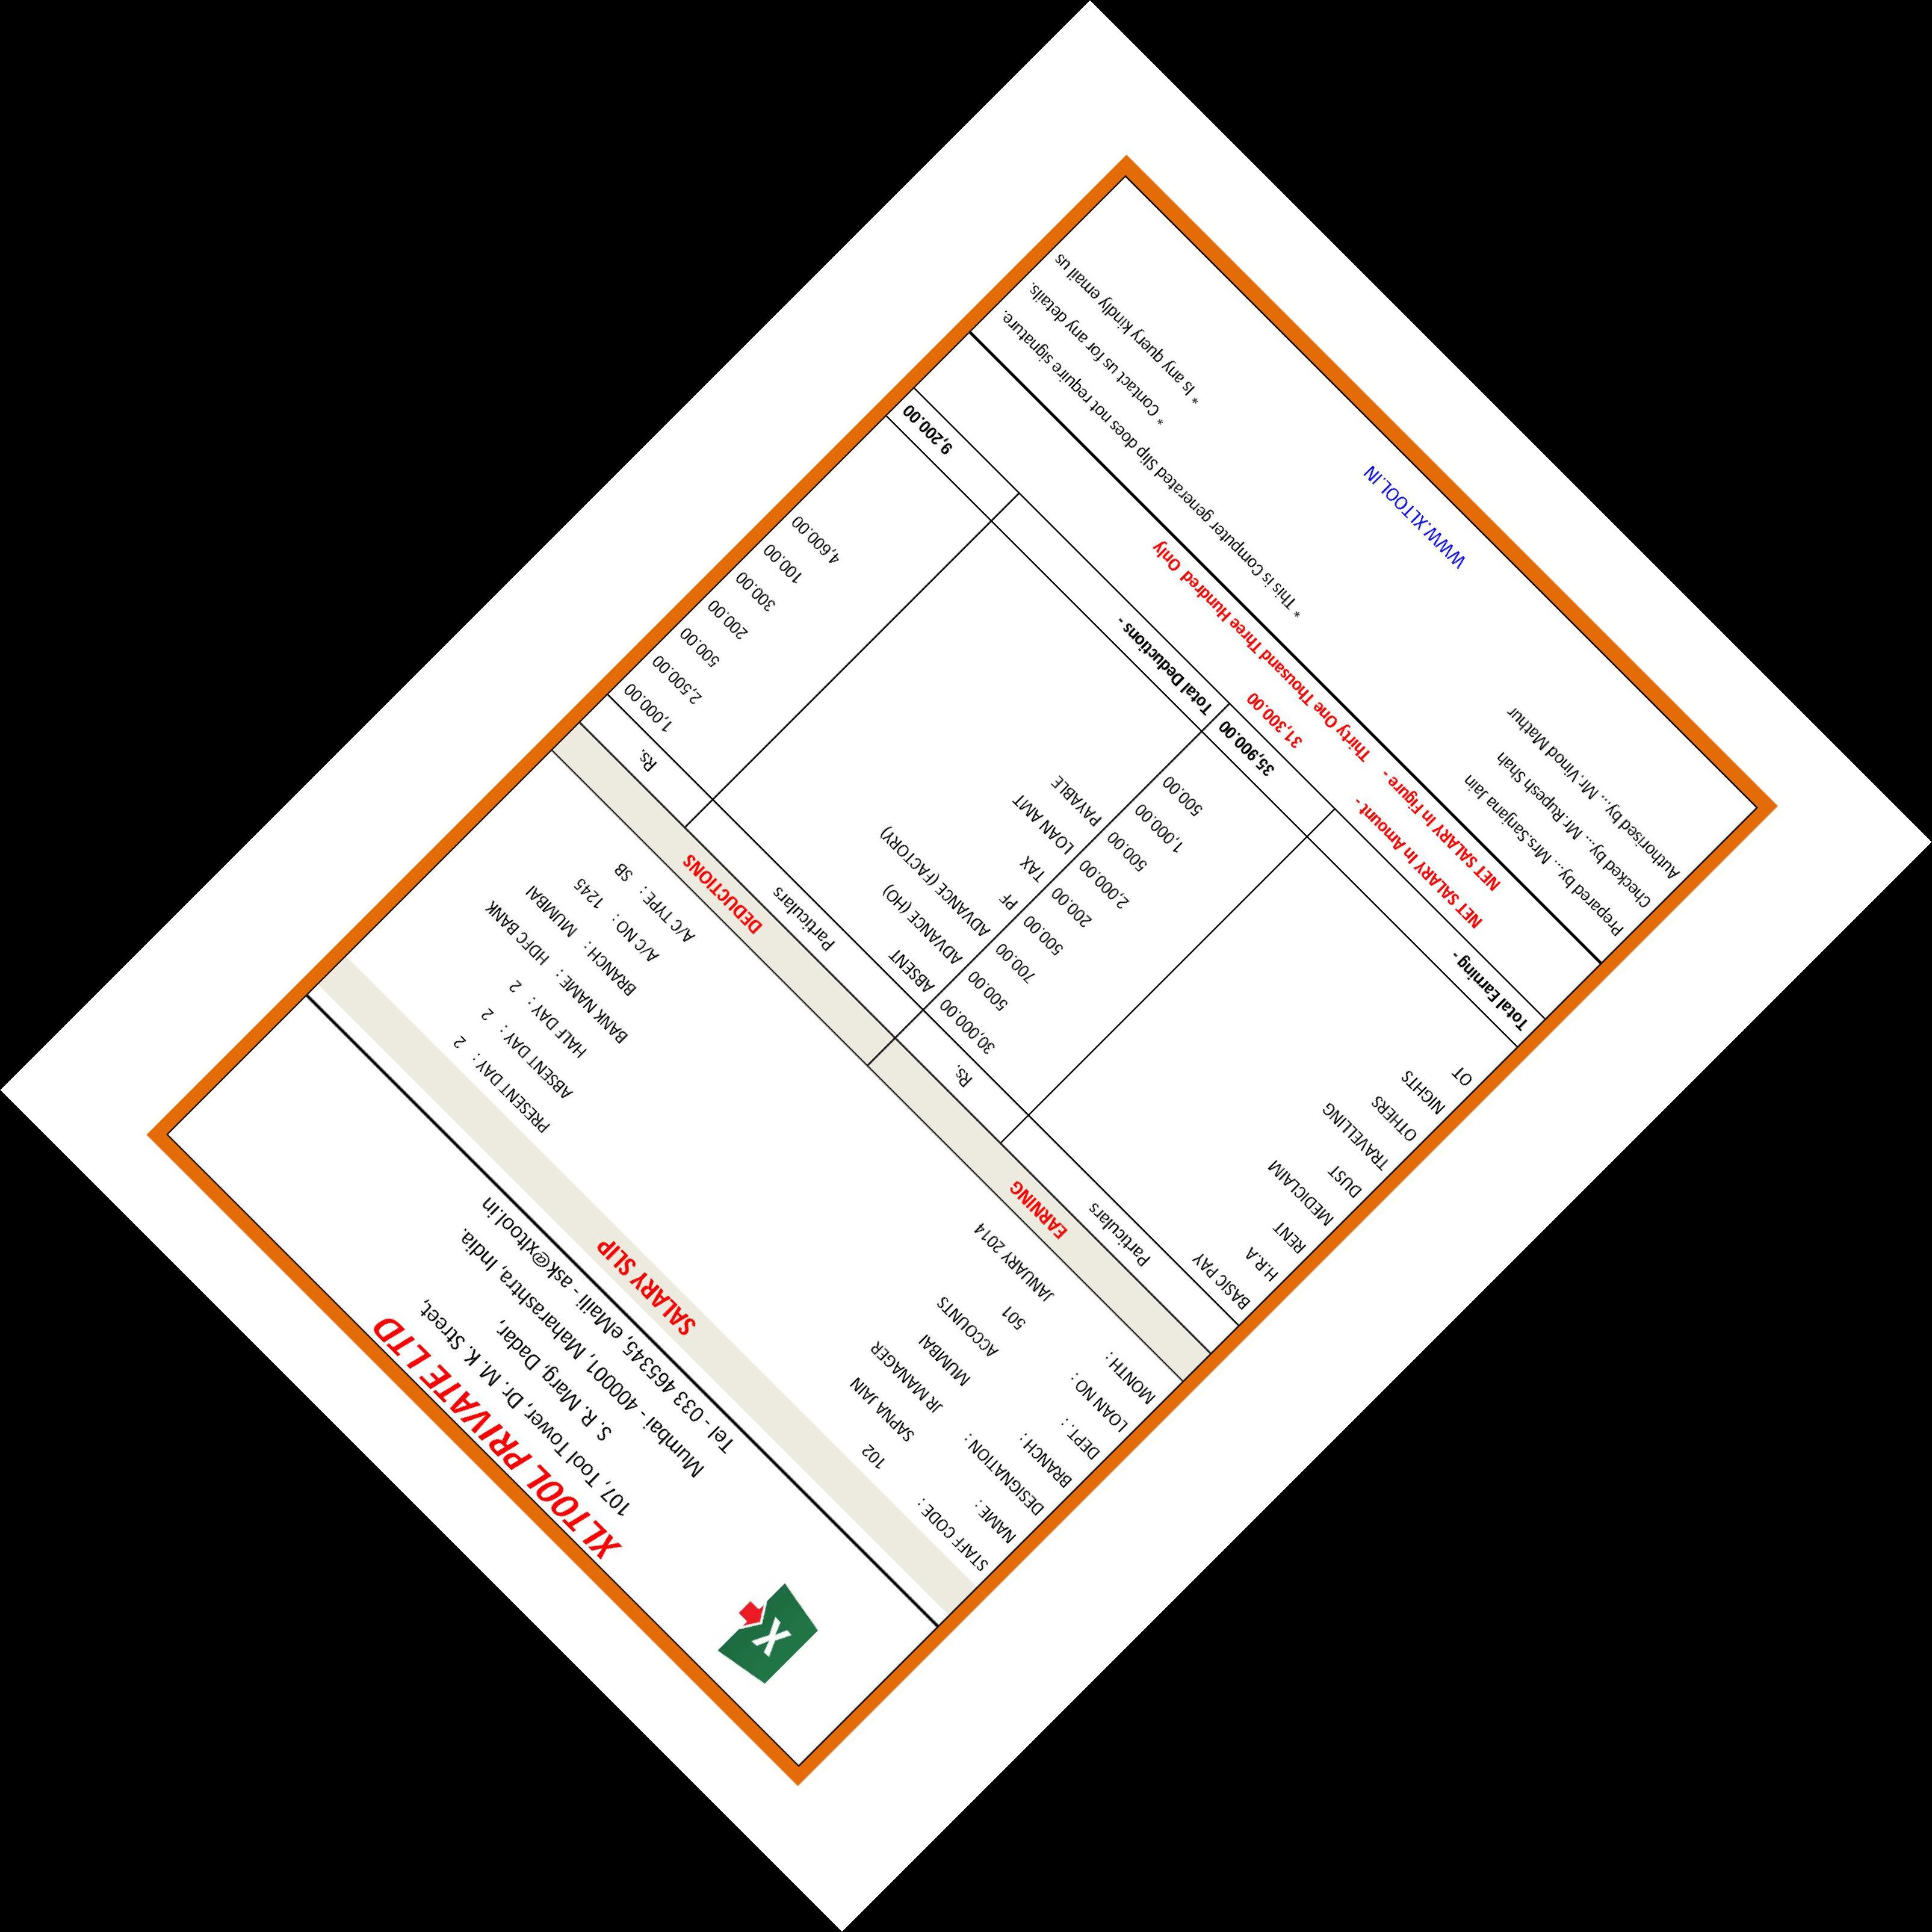 XLTOOL PRIVATE LTD
107, Tool Tower, Dr. M. K. Street,
S. R. Marg, Dadar,
Mumbai - 400001, Maharashtra, India.
Tel - 033 465345, eMaili - ask@xltool.in
X
SALARY SLIP
STAFF CODE : 102 PRESENT DAY : 2
NAME : SAPNA JAIN ABSENT DAY : 2
DESIGNATION : JR MANAGER HALF DAY : 2
BRANCH : MUMBAI BANK NAME : HDFC BANK
DEPT. : ACCOUNTS BRANCH : MUMBAI
LOAN NO : 501 A/C NO : 1245
MONTH : JANUARY 2014 A/C TYPE : SB
EARNING DEDUCTIONS
Particulars Rs. Particulars Rs.
BASIC PAY 30,000.00 ABSENT 1,000.00
H.R.A 500.00 ADVANCE (HO) 2,500.00
RENT 700.00 ADVANCE (FACTORY) 500.00
MEDICLAIM 500.00 PF 200.00
DUST 200.00 TAX 300.00
TRAVELLING 2,000.00 LOAN AMT 100.00
OTHERS 500.00 PAYABLE 4,600.00
NIGHTS 1,000.00
OT 500.00
Total Earning - 35,900.00 Total Deductions - 9,200.00
NET SALARY In Amount - 31,300.00
NET SALARY In Figure - Thirty One Thousand Three Hundred Only
Prepared by... Mrs.Sanjana Jain * This is Computer generated Slip does not require signature.
Checked by... Mr.Rupesh Shah * Contact us for any details.
Authorised by... Mr.Vinod Mathur * Is any query kindly email us
WWW.XLTOOL.IN